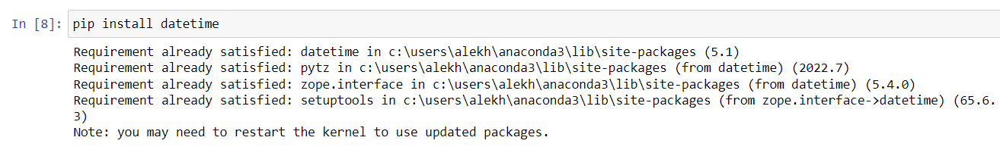 In [8]: pip install datetime
Requirement already satisfied: datetime in c:\users\alekh\anaconda3\lib\site-packages (5.1)
Requirement already satisfied: pytz in c:\users\alekh\anaconda3\lib\site-packages (from datetime) (2022.7)
Requirement already satisfied: zope.interface in c:\users\alekh\anaconda3\lib\site-packages (from datetime) (5.4.0)
Requirement already satisfied: setuptools in c:\users\alekh\anaconda3\lib\site-packages (from zope.interface->datetime) (65.6.
3)
Note: you may need to restart the kernel to use updated packages.